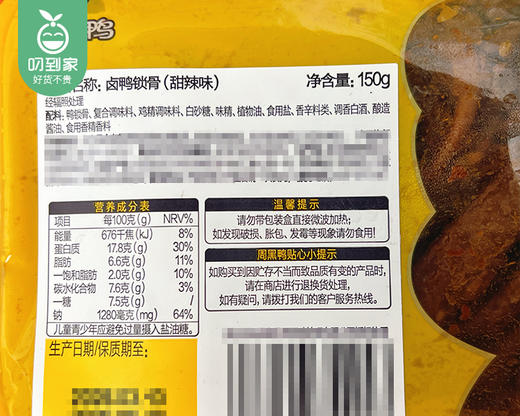 叨到家
好货不贵
鸭
名称：卤鸭锁骨（甜辣味）
净含量：150g
经辐照处理
配料：鸭锁骨、复合调味料、鸡精调味料、白砂糖、味精、植物油、食用盐、香辛料类、调香白酒、酿造
酱油、食用香精香料
营养成分表
项目 每100克(g) NRV%
能量 676千焦(kJ) 8%
蛋白质 17.8克(g) 30%
脂肪 6.6克(g) 11%
—饱和脂肪 2.0克(g) 10%
碳水化合物 7.6克(g) 3%
—糖 7.5克(g) /
钠 1280毫克(mg) 64%
儿童青少年应避免过量摄入盐油糖。
温馨提示
请勿带包装盒直接微波加热；
如发现破损、胀包、发霉等现象请勿食用！
周黑鸭贴心小提示
如购买到因贮存不当而致品质有变的产品时，
请在商店进行退换货处理，
如有疑问，请拨打我们的客户服务热线。
生产日期/保质期至：